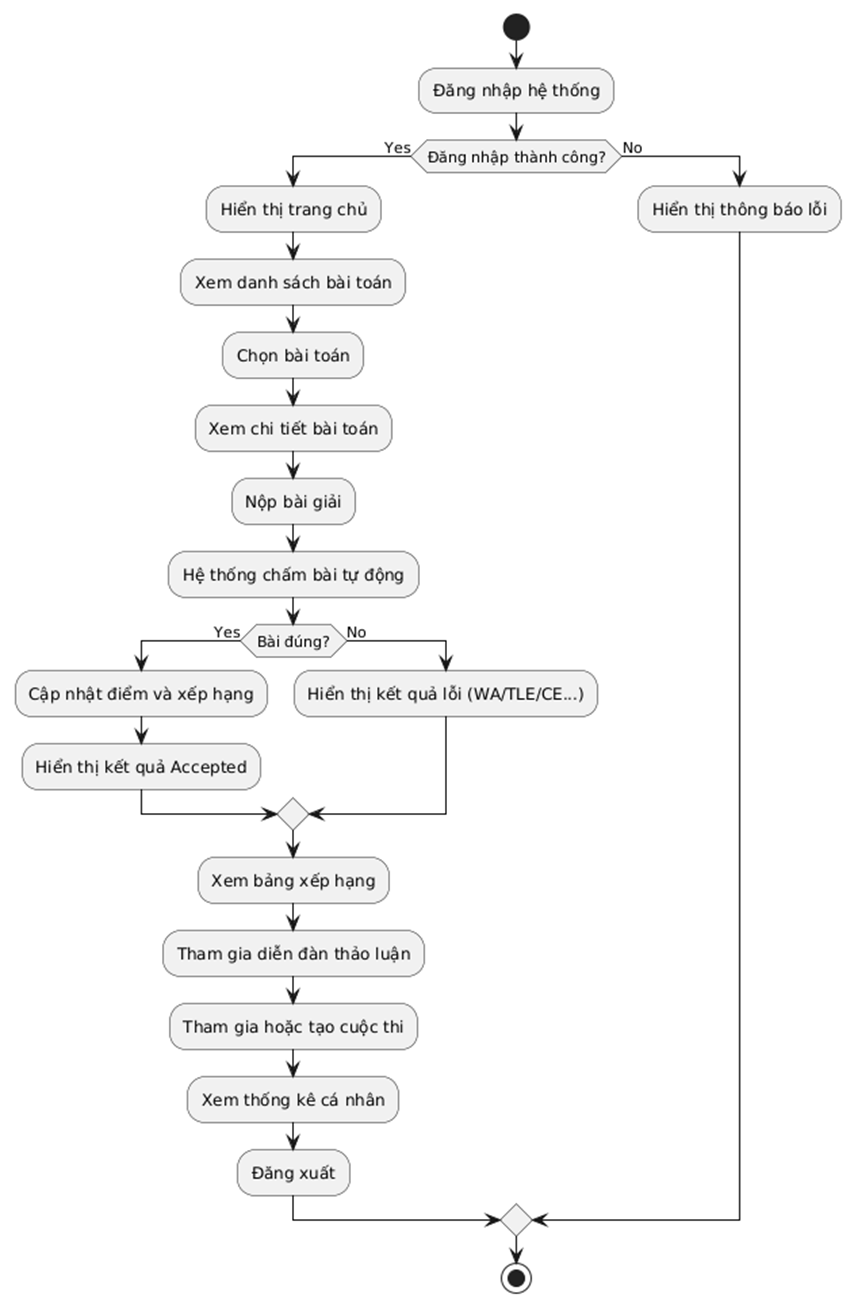 Đăng nhập hệ thống
Yes
Đăng nhập thành công?
No
Hiển thị trang chủ
Hiển thị thông báo lỗi
Xem danh sách bài toán
Chọn bài toán
Xem chi tiết bài toán
Nộp bài giải
Hệ thống chấm bài tự động
Yes
Bài đúng?
No
Cập nhật điểm và xếp hạng
Hiển thị kết quả lỗi (WA/TLE/CE...)
Hiển thị kết quả Accepted
Xem bảng xếp hạng
Tham gia diễn đàn thảo luận
Tham gia hoặc tạo cuộc thi
Xem thống kê cá nhân
Đăng xuất